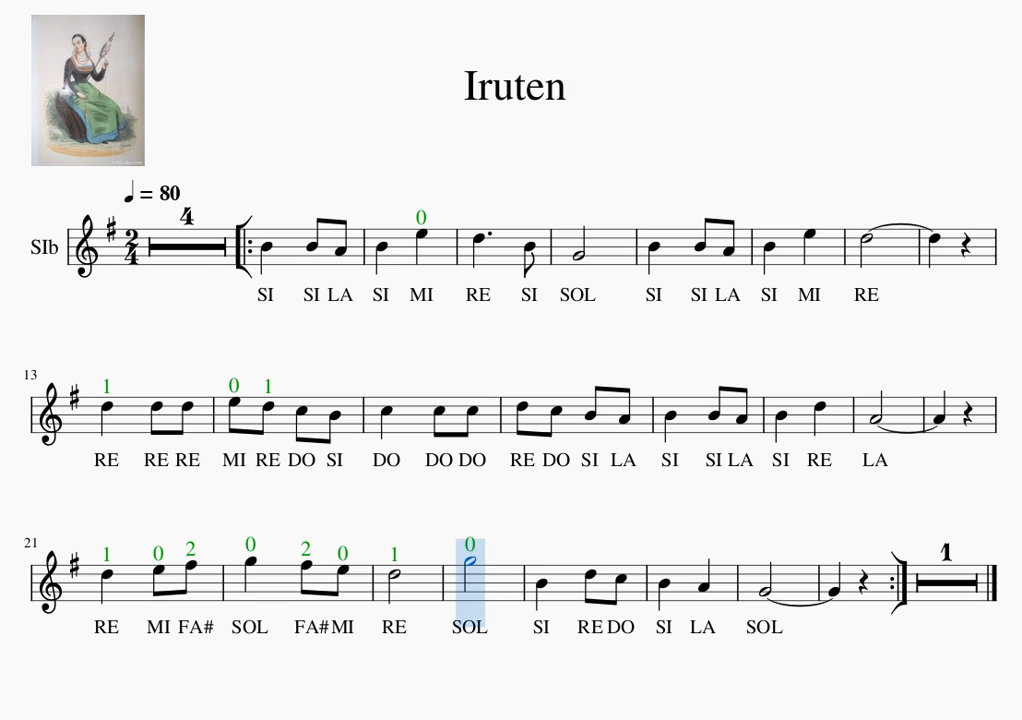 Iruten
= 80
4
0
SIb
2
4
SI SI LA SI MI RE SI SOL SI SI LA SI MI RE
13
1 0 1
RE RE RE MI RE DO SI DO DO DO RE DO SI LA SI SI LA SI RE LA
21
1 0 2 0 2 0 1 0 1
RE MI FA# SOL FA# MI RE SOL SI RE DO SI LA SOL